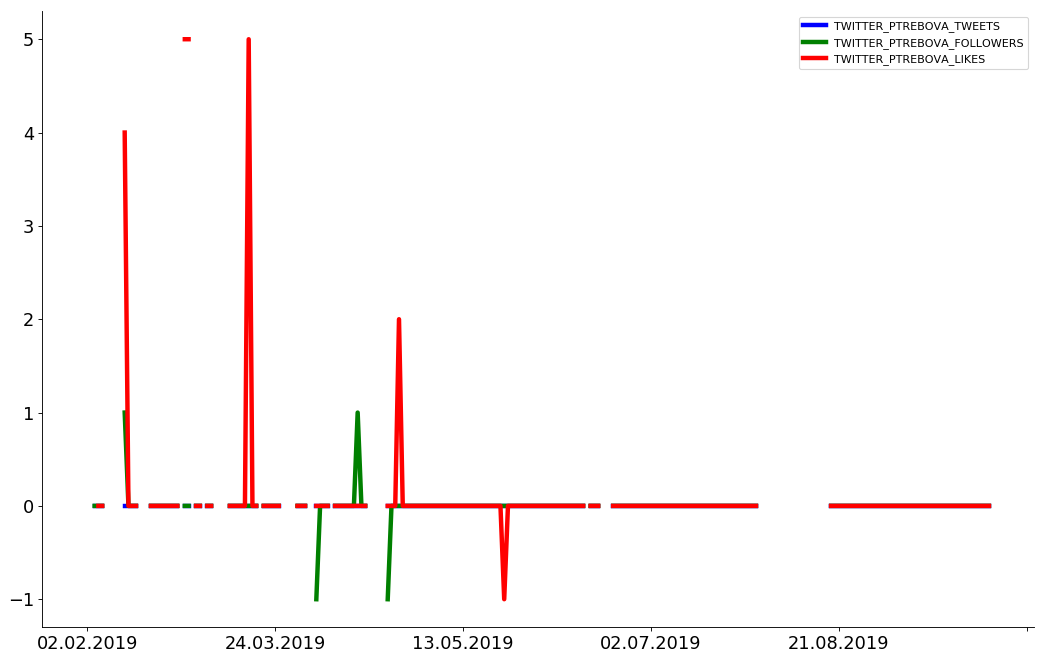 TWITTER_PTREBOVA_TWEETS
TWITTER_PTREBOVA_FOLLOWERS
TWITTER_PTREBOVA_LIKES
5
4
3
2
1
0
−1
02.02.2019 24.03.2019 13.05.2019 02.07.2019 21.08.2019